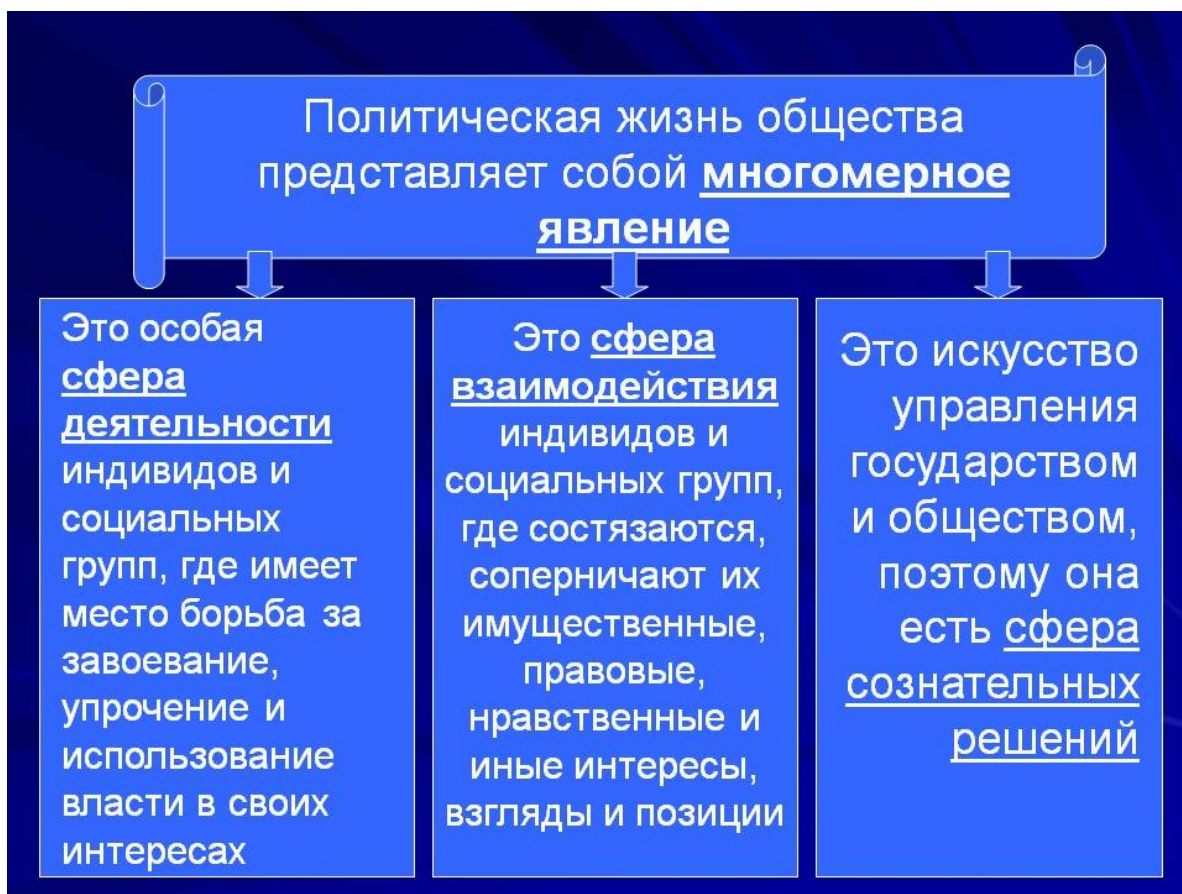 Политическая жизнь общества
представляет собой многомерное
явление
Это особая
сфера
деятельности
индивидов и
социальных
групп, где имеет
место борьба за
завоевание,
упрочение и
использование
власти в своих
интересах
Это сфера
взаимодействия
индивидов и
социальных групп,
где состязаются,
соперничают их
имущественные,
правовые,
нравственные и
иные интересы,
взгляды и позиции
Это искусство
управления
государством
и обществом,
поэтому она
есть сфера
сознательных
решений